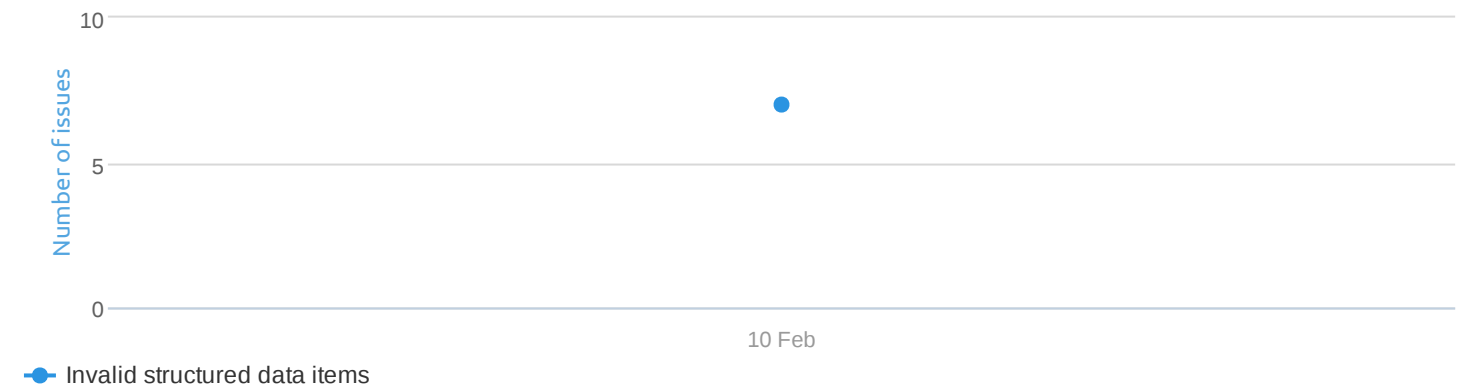 10
Number of issues
5
0
10 Feb
Invalid structured data items